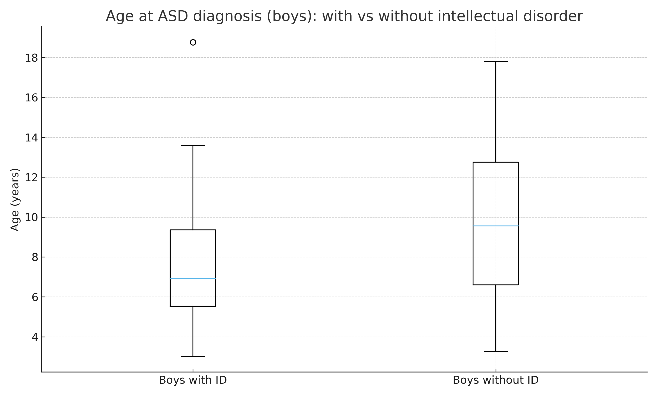 Age at ASD diagnosis (boys): with vs without intellectual disorder
Age (years)
18
16
14
12
10
8
6
4
Boys with ID
Boys without ID